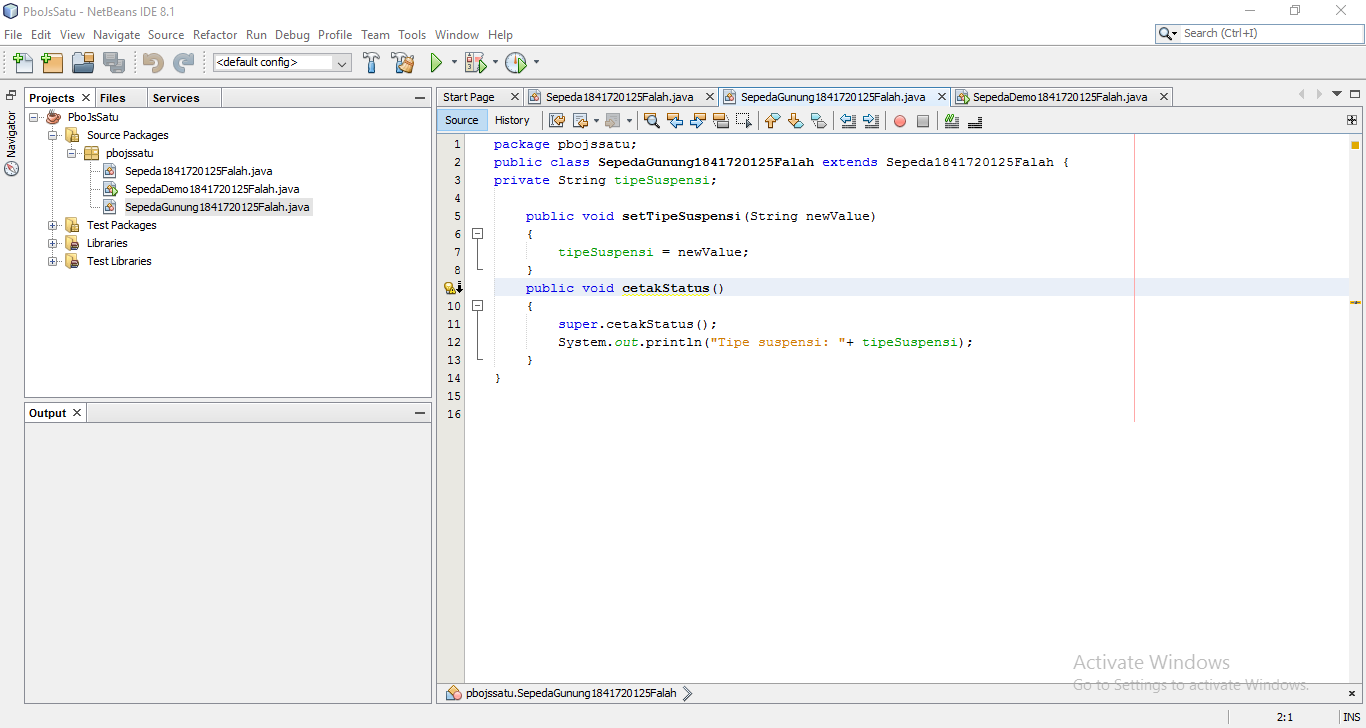 PboJsSatu - NetBeans IDE 8.1
File Edit View Navigate Source Refactor Run Debug Profile Team Tools Window Help
Search (Ctrl+I)
<default config>
Projects Files Services
Navigator
PboJsSatu
Source Packages
pbojssatu
Sepeda1841720125Falah.java
SepedaDemo1841720125Falah.java
SepedaGunung1841720125Falah.java
Test Packages
Libraries
Test Libraries
Output
Start Page Sepeda1841720125Falah.java SepedaGunung1841720125Falah.java SepedaDemo1841720125Falah.java
Source History
1 package pbojssatu;
2 public class SepedaGunung1841720125Falah extends Sepeda1841720125Falah {
3 private String tipeSuspensi;
4
5 public void setTipeSuspensi(String newValue)
6 {
7 tipeSuspensi = newValue;
8 }
public void cetakStatus()
10 {
11 super.cetakStatus();
12 System.out.println("Tipe suspensi: "+ tipeSuspensi);
13 }
14 }
15
16
Activate Windows
Go to Settings to activate Windows.
pbojssatu.SepedaGunung1841720125Falah
2:1 INS